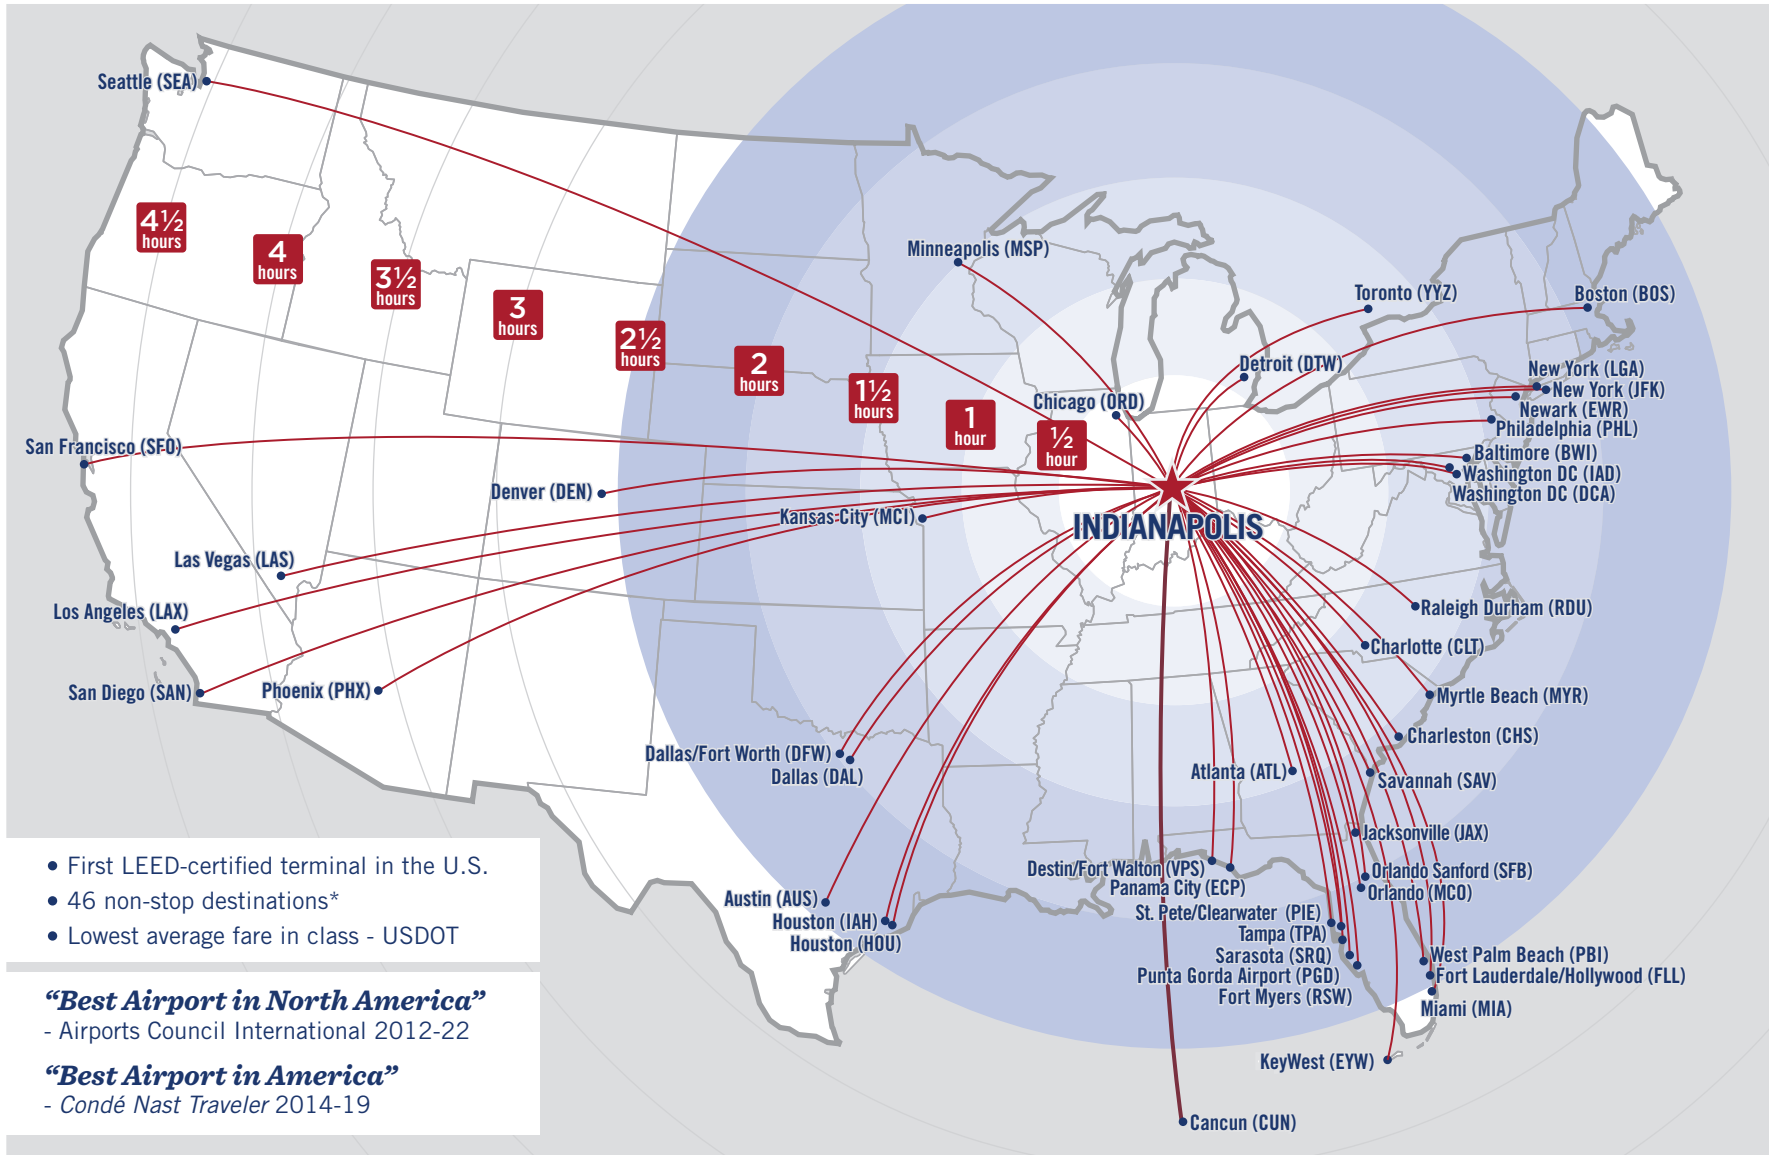 Seattle (SEA)
4½
hours
4
hours
3½
hours
3
hours
2½
hours
2
hours
1½
hours
1
hour
½
hour
Minneapolis (MSP)
Toronto (YYZ)
Boston (BOS)
Detroit (DTW)
Chicago (ORD)
New York (LGA)
New York (JFK)
Newark (EWR)
Philadelphia (PHL)
Baltimore (BWI)
Washington DC (IAD)
Washington DC (DCA)
San Francisco (SFO)
Denver (DEN)
Kansas City (MCI)
INDIANAPOLIS
Las Vegas (LAS)
Los Angeles (LAX)
San Diego (SAN)
Phoenix (PHX)
Raleigh Durham (RDU)
Charlotte (CLT)
Myrtle Beach (MYR)
Charleston (CHS)
Dallas/Fort Worth (DFW)
Dallas (DAL)
Atlanta (ATL)
Savannah (SAV)
Jacksonville (JAX)
Destin/Fort Walton (VPS)
Panama City (ECP)
Orlando Sanford (SFB)
Orlando (MCO)
Austin (AUS)
Houston (IAH)
Houston (HOU)
St. Pete/Clearwater (PIE)
Tampa (TPA)
Sarasota (SRQ)
Punta Gorda Airport (PGD)
Fort Myers (RSW)
West Palm Beach (PBI)
Fort Lauderdale/Hollywood (FLL)
Miami (MIA)
KeyWest (EYW)
Cancun (CUN)
• First LEED-certified terminal in the U.S.
• 46 non-stop destinations*
• Lowest average fare in class - USDOT
“Best Airport in North America”
- Airports Council International 2012-22
“Best Airport in America”
- Condé Nast Traveler 2014-19